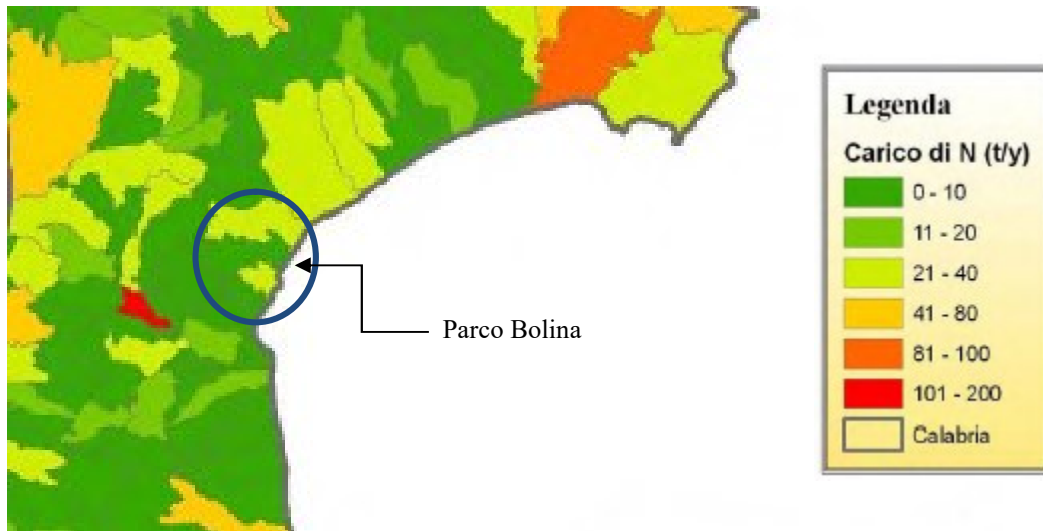 Parco Bolina
Legenda
Carico di N (t/y)
0 - 10
11 - 20
21 - 40
41 - 80
81 - 100
101 - 200
Calabria